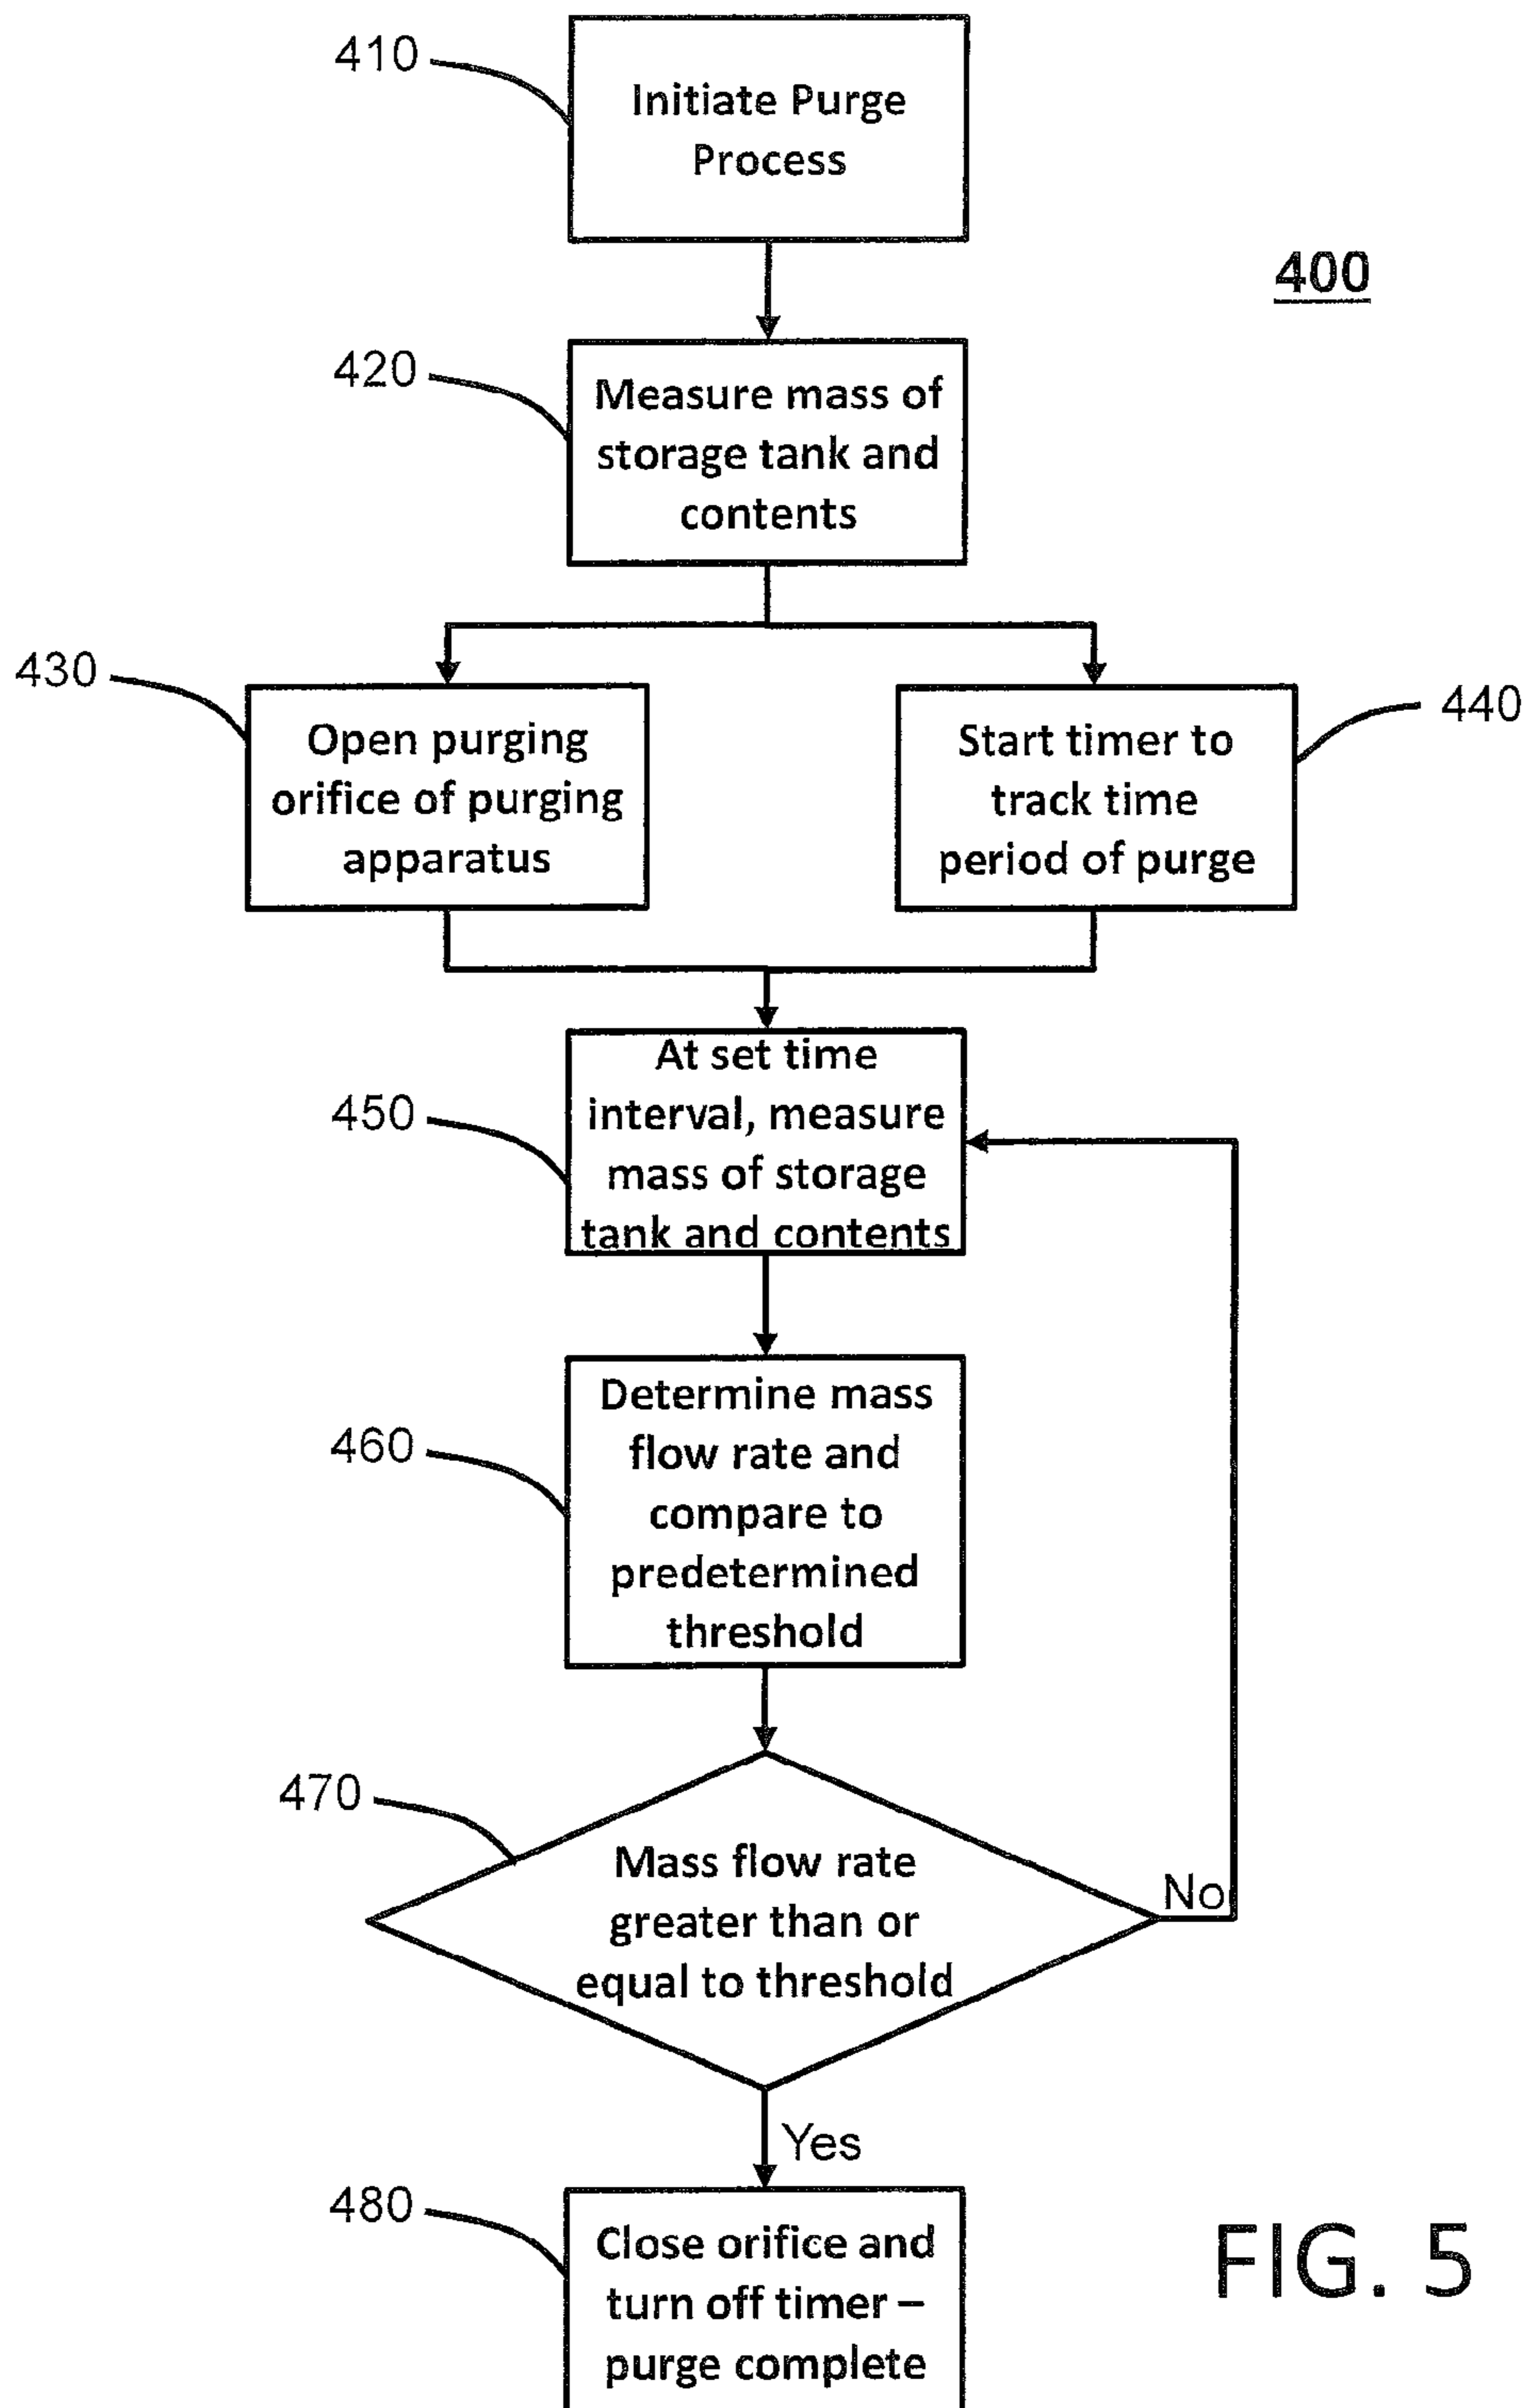 410
Initiate Purge
Process
400
420
Measure mass of
storage tank and
contents
430
Open purging
orifice of purging
apparatus
Start timer to
track time
period of purge
440
450
At set time
interval, measure
mass of storage
tank and contents
460
Determine mass
flow rate and
compare to
predetermined
threshold
470
Mass flow rate
greater than or
equal to threshold
No
Yes
480
Close orifice and
turn off timer –
purge complete
FIG. 5